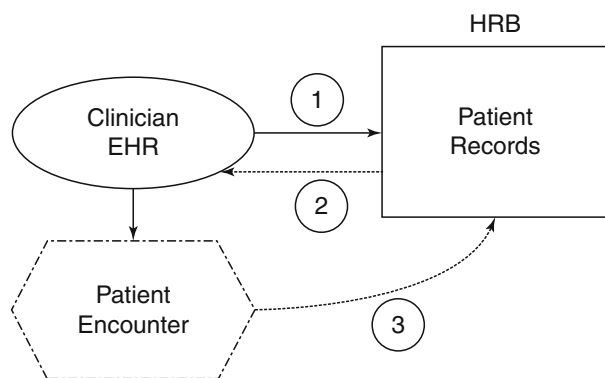 HRB
1
Clinician
EHR
Patient
Records
2
Patient
Encounter
3